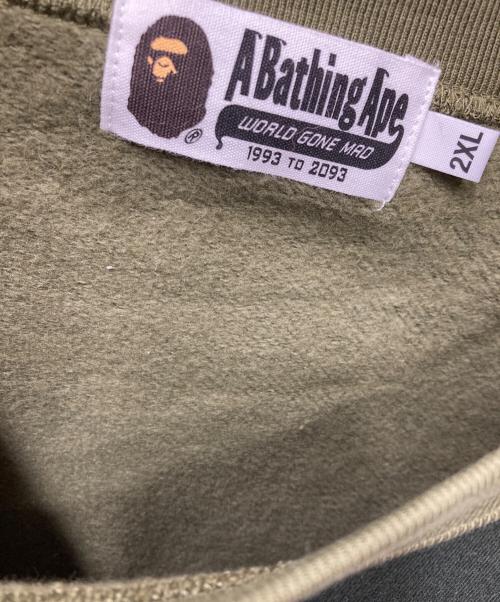 A Bathing Ape
®
WORLD GONE MAD
1993 TO 2093
2XL